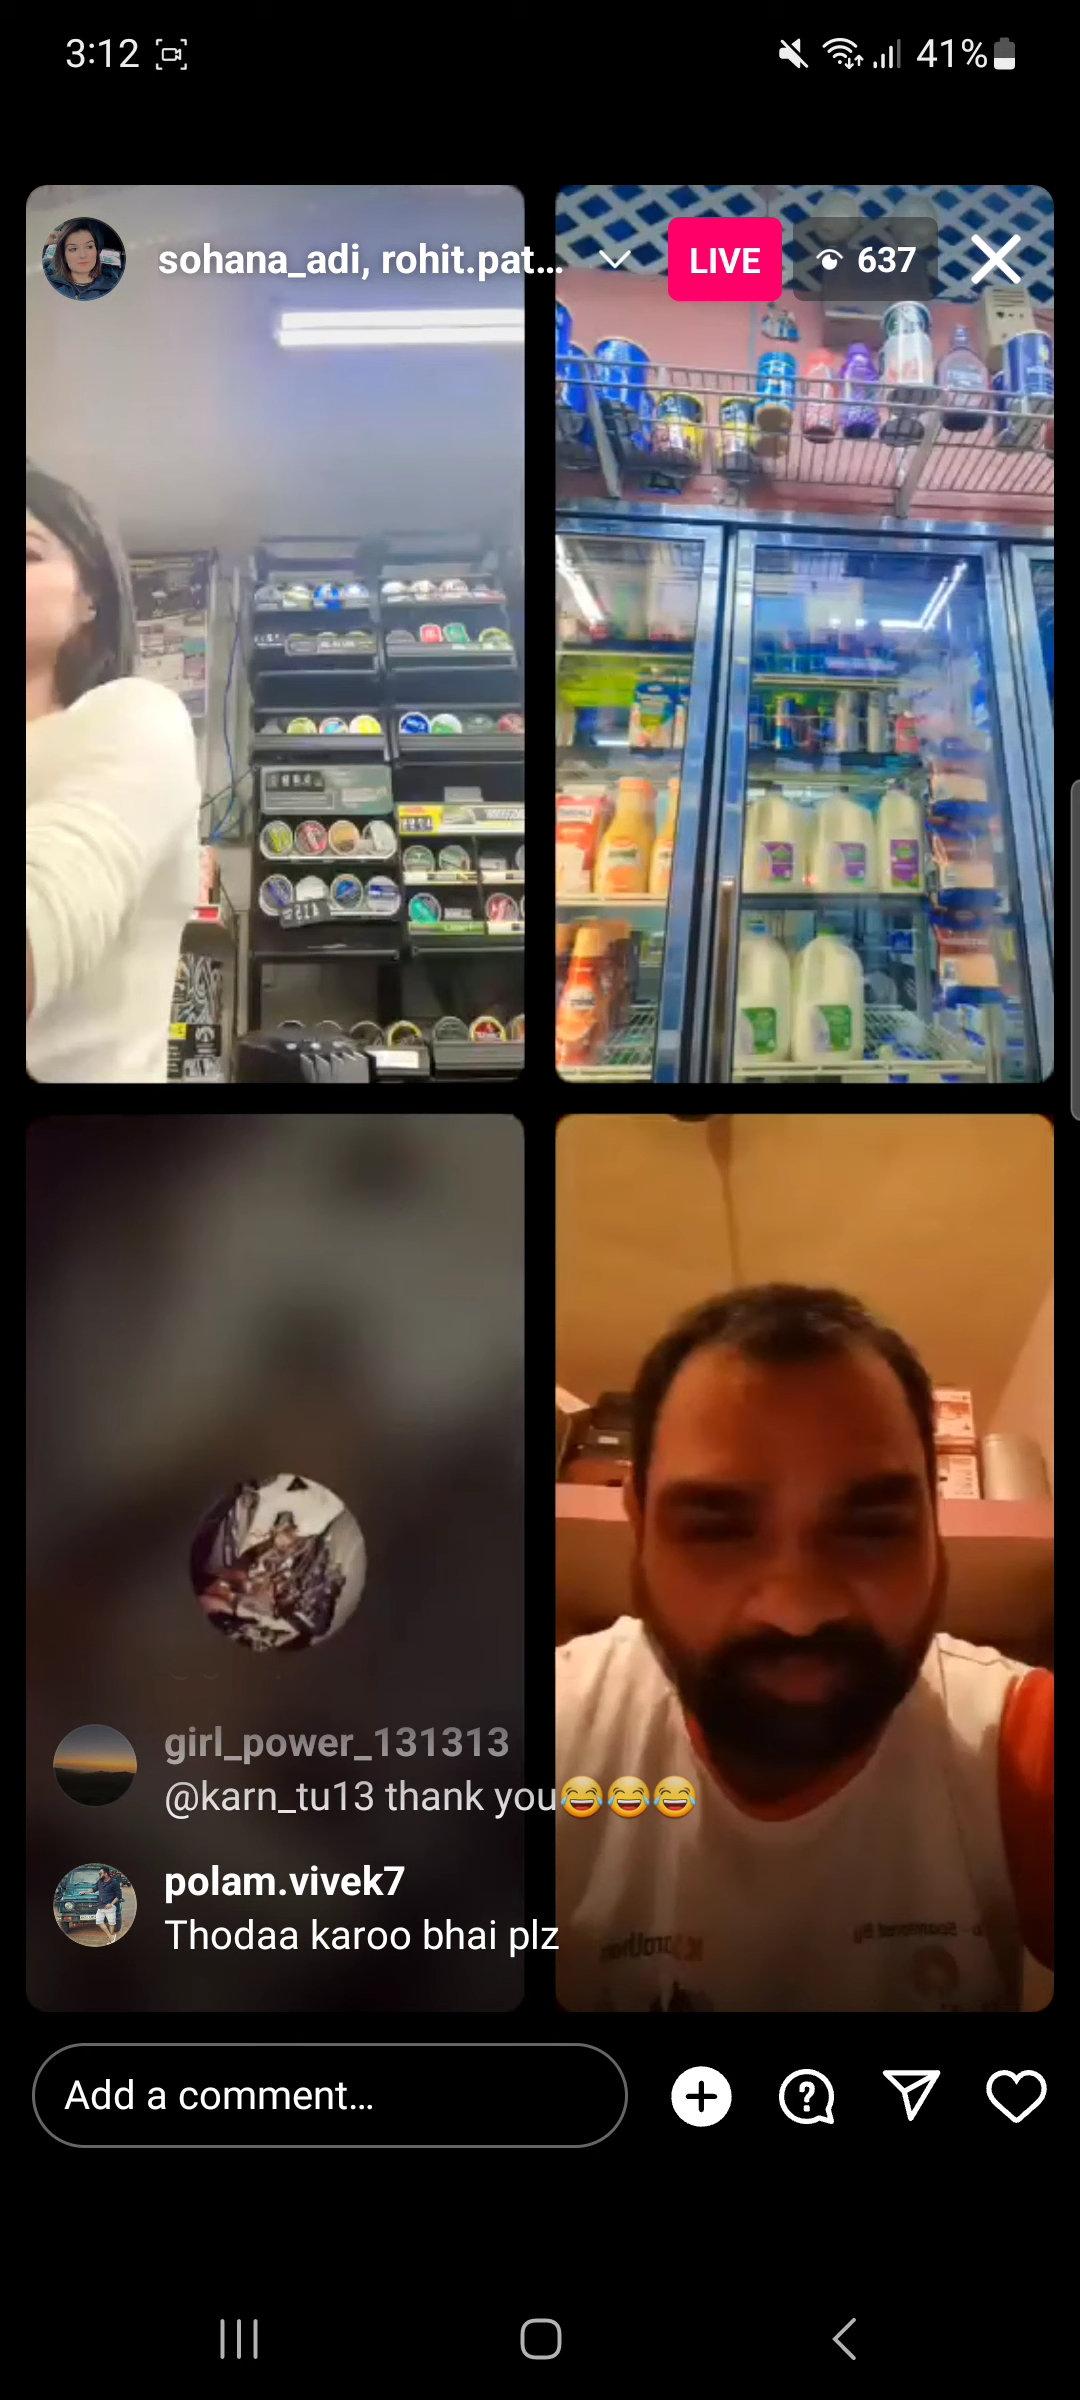 3:12
41%
sohana_adi, rohit.pat...
LIVE
637
girl_power_131313
@karn_tu13 thank you😂😂😂
polam.vivek7
Thodaa karoo bhai plz
Add a comment...